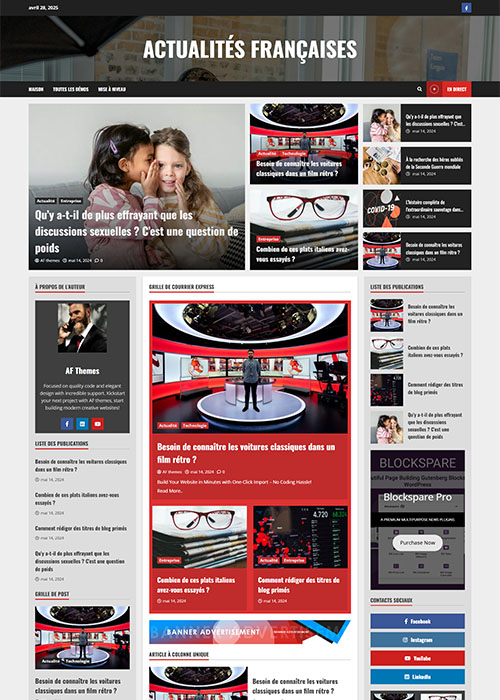 avril 28, 2025
ACTUALITÉS FRANÇAISES
MAISON TOUTES LES DÉMOS MISE À NIVEAU
EN DIRECT
Actualité Entreprise
Qu'y a-t-il de plus effrayant que les
discussions sexuelles ? C'est une question de
poids
AF themes mai 14, 2024 0
Actualité Technologie
Besoin de connaître les voitures
classiques dans un film rétro ?
Entreprise
Combien de ces plats italiens avez-
vous essayés ?
Qu'y a-t-il de plus effrayant que
les discussions sexuelles ? C'est...
mai 14, 2024
À la recherche des héros oubliés
de la Seconde Guerre mondiale
mai 14, 2024
COVID-19
L'histoire complète de
l'extraordinaire sauvetage dans...
mai 14, 2024
Besoin de connaître les voitures
classiques dans un film rétro ?
mai 14, 2024
À PROPOS DE L'AUTEUR
AF Themes
Focused on quality code and elegant
design with incredible support. Kickstart
your next project with AF themes, start
building modern creative websites!
LISTE DES PUBLICATIONS
Besoin de connaître les voitures classiques
dans un film rétro ?
mai 14, 2024
Combien de ces plats italiens avez-vous
essayés ?
mai 14, 2024
Comment rédiger des titres de blog primés
mai 14, 2024
Qu'y a-t-il de plus effrayant que les
discussions sexuelles ? C'est une question
de poids
mai 14, 2024
GRILLE DE POST
Actualité Technologie
Besoin de connaître les voitures
classiques dans un film rétro ?
GRILLE DE COURRIER EXPRESS
Actualité Technologie
Besoin de connaître les voitures classiques dans un
film rétro ?
AF themes mai 14, 2024 0
Build Your Website in Minutes with One-Click Import – No Coding Hassle!
Read More..
Entreprise
Combien de ces plats italiens
avez-vous essayés ?
mai 14, 2024
4.720
Actualité Entreprise
Comment rédiger des titres de
blog primés
mai 14, 2024
BANNER ADVERTISEMENT
ARTICLE À COLONNE UNIQUE
Besoin de connaître les voitures
classiques dans un film rétro ?
LISTE DES PUBLICATIONS
Besoin de connaître les
voitures classiques dans un
film rétro ?
Combien de ces plats
italiens avez-vous essayés ?
Comment rédiger des titres
de blog primés
Qu'y a-t-il de plus effrayant
que les discussions
sexuelles ? C'est une
question de poids
BLOCKSPARE
Beautiful Page Building Gutenberg Blocks
WordPress
Blockspare Pro
A PREMIUM MULTIPURPOSE NEWS PLUGINS
Purchase Now
CONTACTS SOCIAUX
Facebook
Instagram
YouTube
LinkedIn